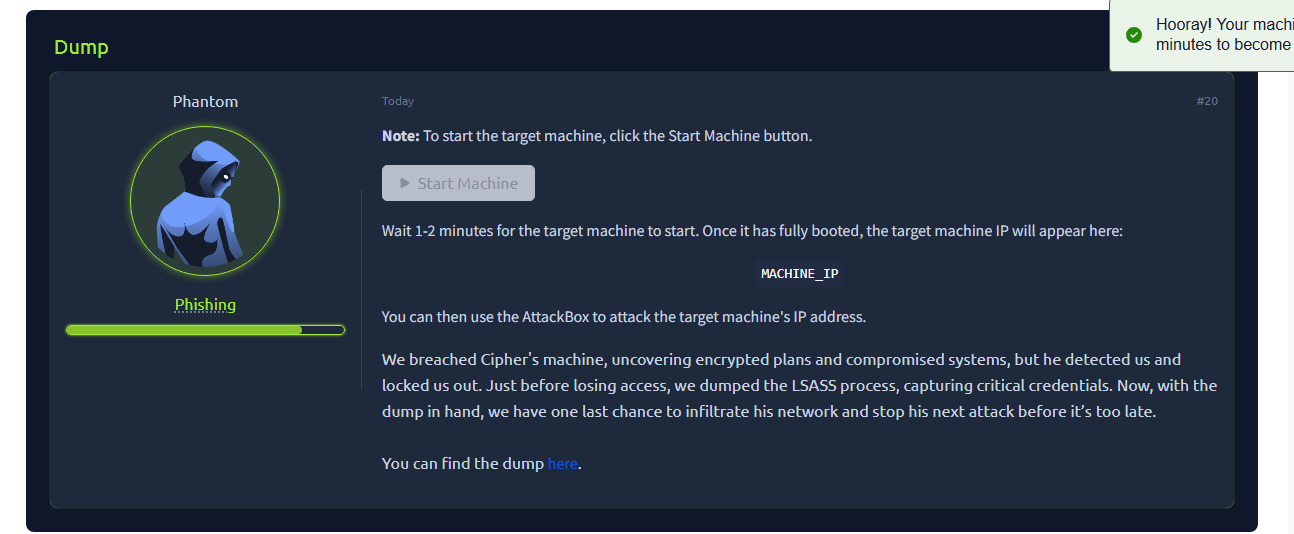 Dump
Hooray! Your machi
minutes to become
Phantom
Phishing
Today
#20
Note: To start the target machine, click the Start Machine button.
Start Machine
Wait 1-2 minutes for the target machine to start. Once it has fully booted, the target machine IP will appear here:
MACHINE_IP
You can then use the AttackBox to attack the target machine's IP address.
We breached Cipher's machine, uncovering encrypted plans and compromised systems, but he detected us and
locked us out. Just before losing access, we dumped the LSASS process, capturing critical credentials. Now, with the
dump in hand, we have one last chance to infiltrate his network and stop his next attack before it’s too late.
You can find the dump here.